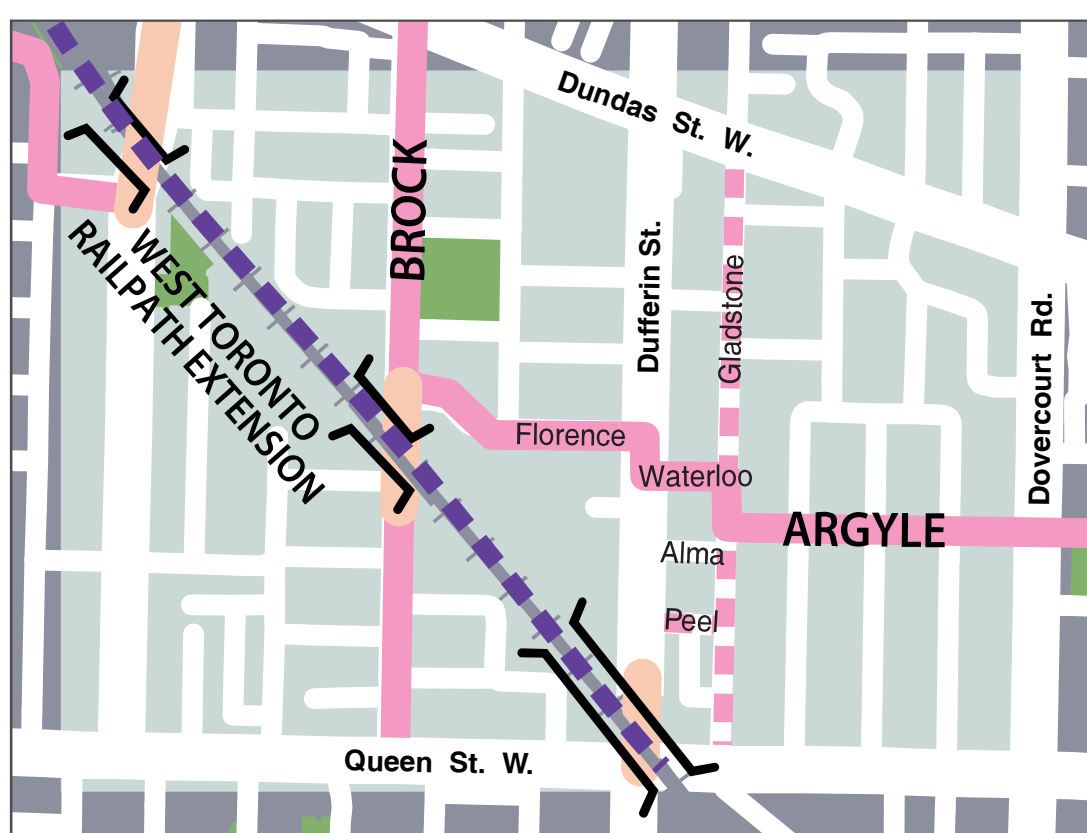 Dundas St. W.
BROCK
Dufferin St.
Gladstone
WEST TORONTO
RAILPATH EXTENSION
Dovercourt Rd.
Florence
Waterloo
ARGYLE
Alma
Peel
Queen St. W.